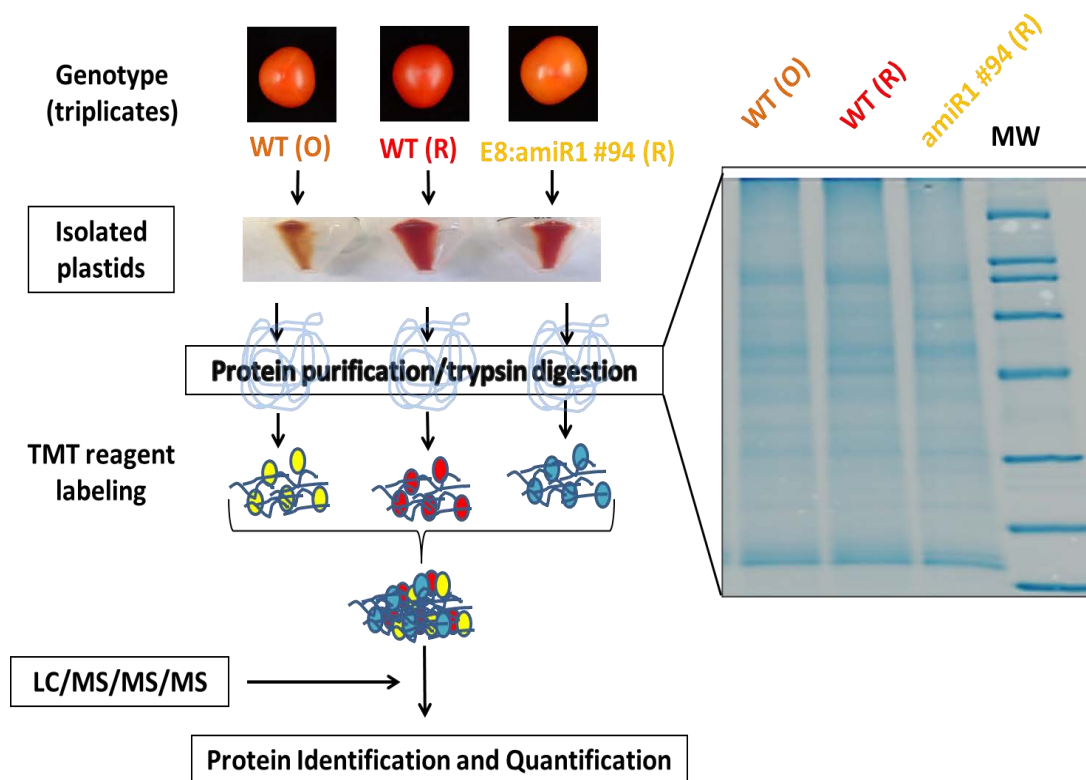 Genotype
(triplicates)
WT (O)
WT (R)
E8:amiR1 #94 (R)
Isolated
plastids
Protein purification/trypsin digestion
TMT reagent
labeling
LC/MS/MS/MS
Protein Identification and Quantification
WT (O)
WT (R)
amiR1 #94 (R)
MW